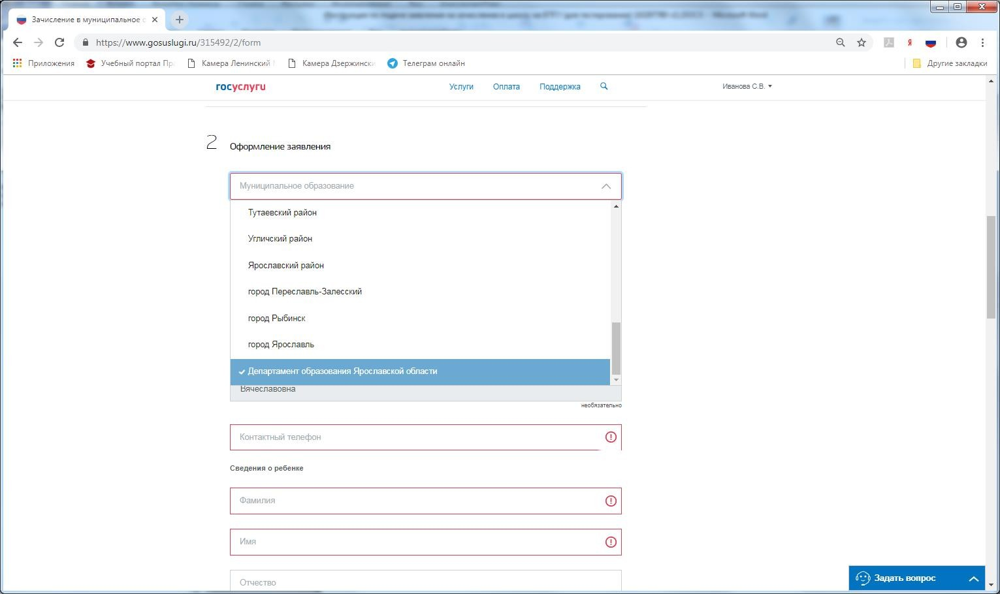 Зачисление в муниципальное с
https://www.gosuslugi.ru/315492/2/form
Я
Приложения
Учебный портал Пра
Камера Ленинский
Камера Дзержински
Телеграм онлайн
Другие закладки
госуслуги
Услуги
Оплата
Поддержка
Иванова С.В.
2
Оформление заявления
Муниципальное образование
Тутаевский район
Угличский район
Ярославский район
город Переславль-Залесский
город Рыбинск
город Ярославль
Департамент образования Ярославской области
Вячеславовна
необязательно
Контактный телефон
Сведения о ребенке
Фамилия
Имя
Отчество
Задать вопрос